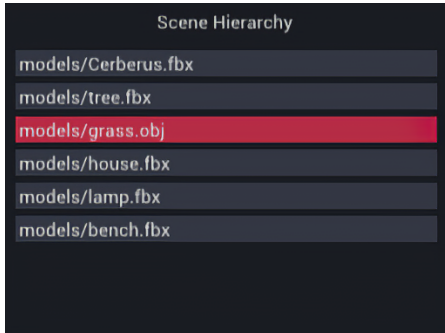 Scene Hierarchy
models/Cerberus.fbx
models/tree.fbx
models/grass.obj
models/house.fbx
models/lamp.fbx
models/bench.fbx